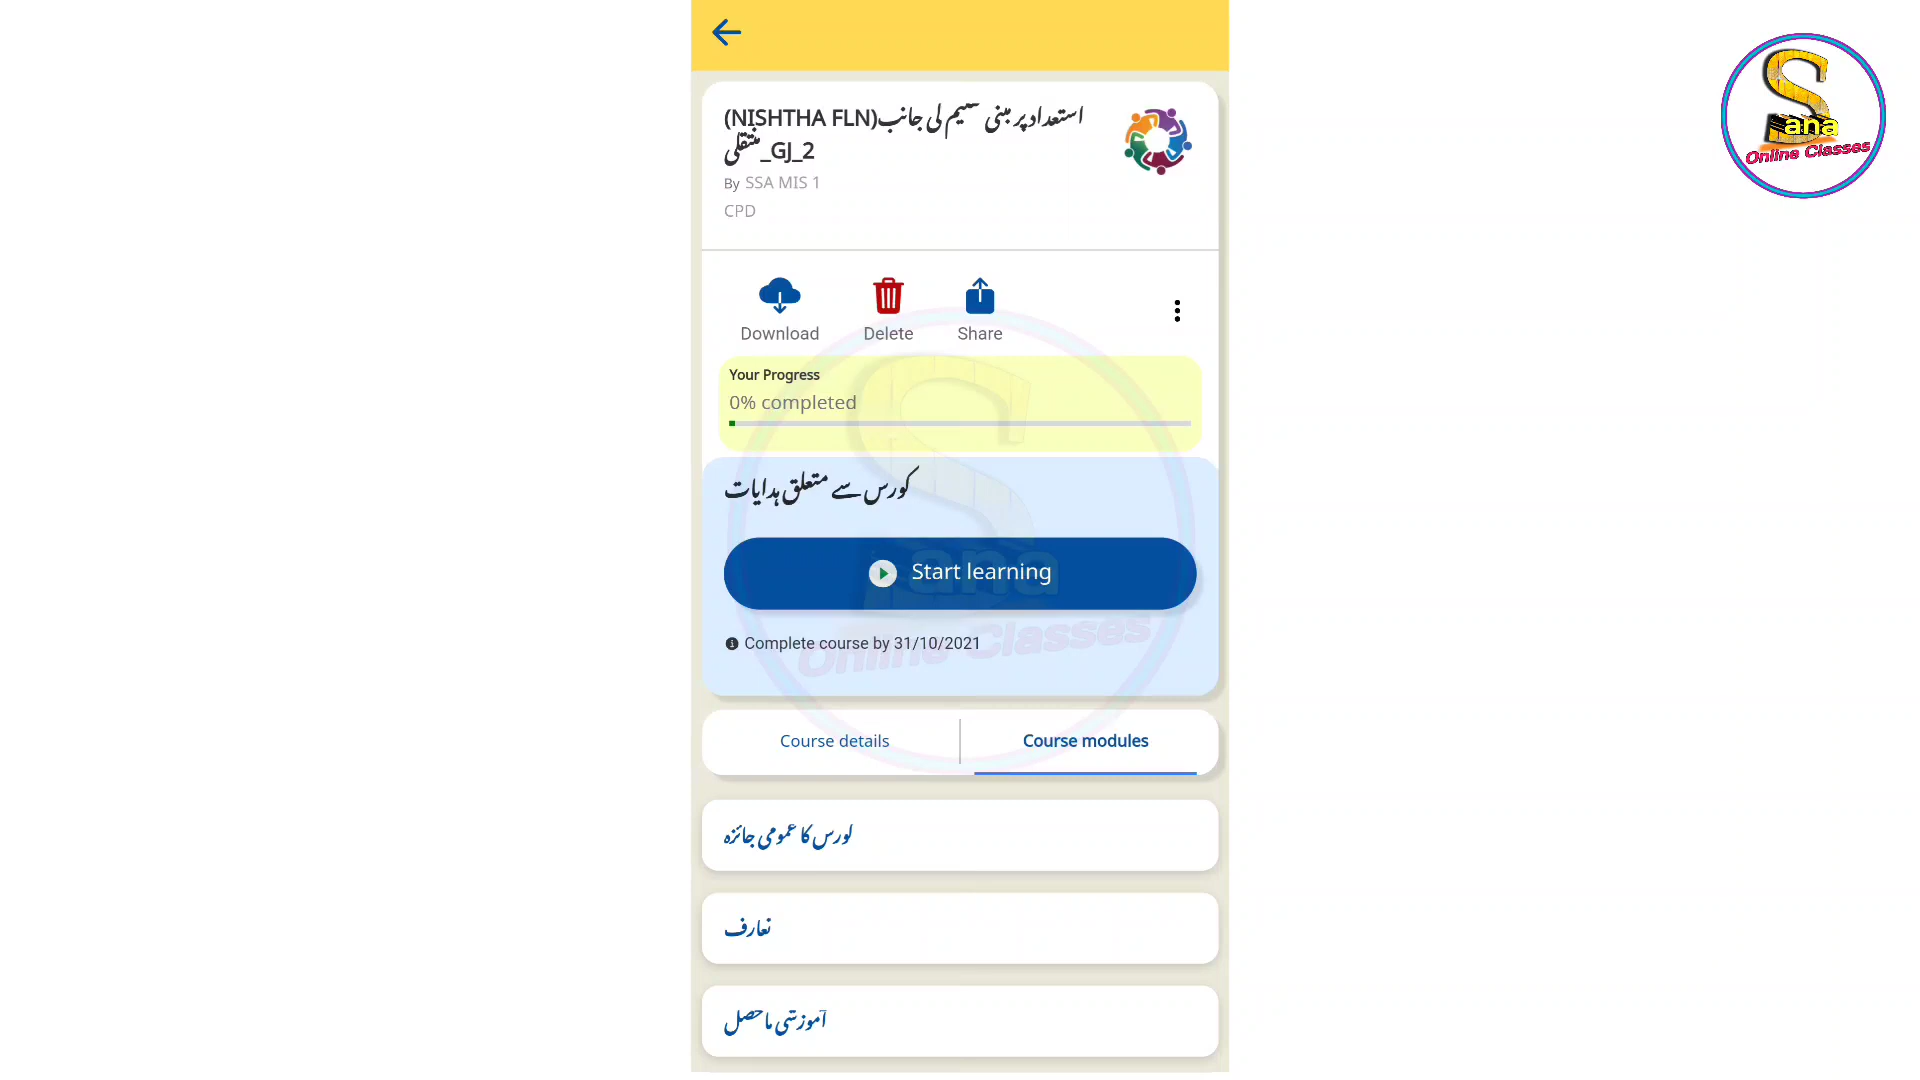 استعداد پر مبنی تعلیم کی جانب(NISHTHA FLN)
منتقلی_GJ_2
By SSA MIS 1
CPD
Download
Delete
Share
Your Progress
0% completed
کورس سے متعلق ہدایات
Start learning
Complete course by 31/10/2021
Course details
Course modules
کورس کا عمومی جائزہ
تعارف
آموزشی ماحصل
Sana
Online Classes